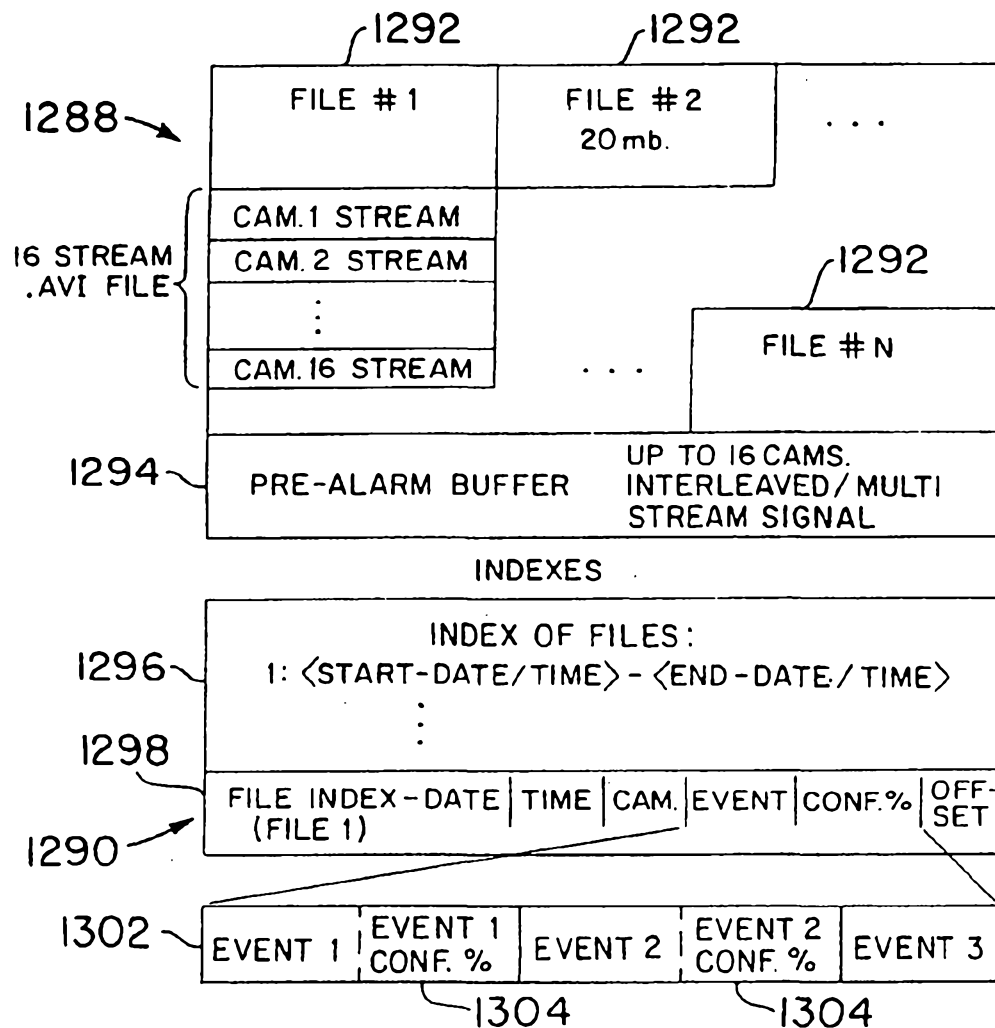 1292
1292
FILE #1
FILE #2
20 mb.
. . .
1288
CAM. 1 STREAM
CAM. 2 STREAM
CAM. 16 STREAM
16 STREAM
.AVI FILE
1292
FILE # N
. . .
1294
PRE-ALARM BUFFER
UP TO 16 CAMS.
INTERLEAVED/MULTI
STREAM SIGNAL
INDEXES
1296
INDEX OF FILES:
1: <START-DATE/TIME> - <END-DATE/TIME>
1298
FILE INDEX-DATE | TIME | CAM. | EVENT | CONF.% | OFF-
(FILE 1) SET
1290
1302
EVENT 1
EVENT 1
CONF. %
EVENT 2
EVENT 2
CONF. %
EVENT 3
1304
1304